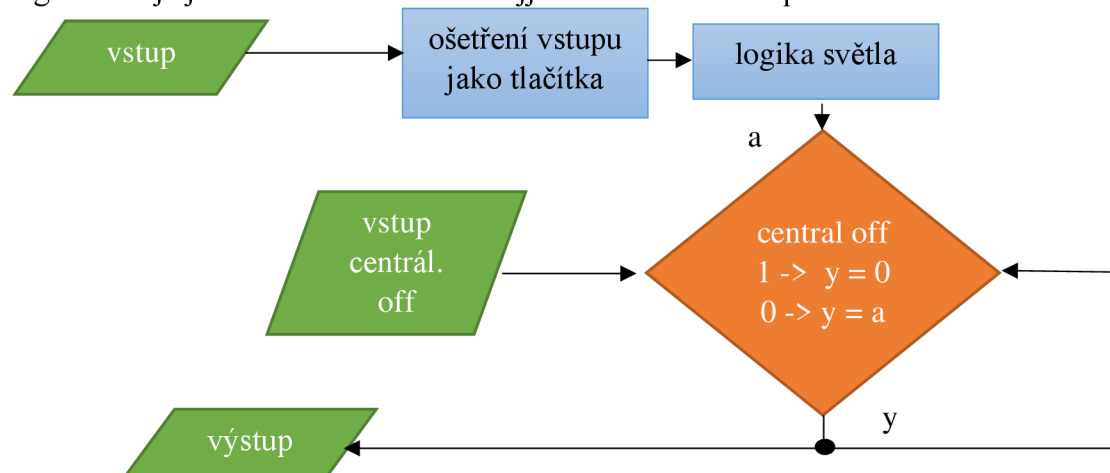 vstup
ošetření vstupu
jako tlačítka
logika světla
a
vstup
centrál.
off
central off
1 -> y = 0
0 -> y = a
y
výstup